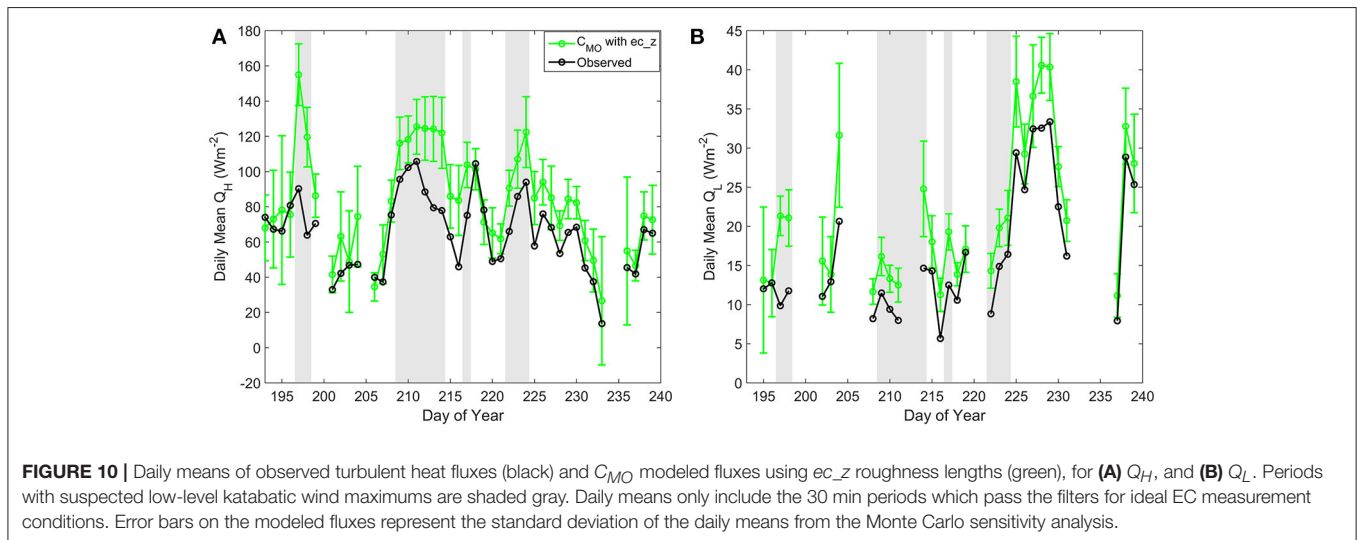 A
180
160
140
120
100
80
60
40
20
0
-20
Daily Mean Q_H (Wm^-2)
195 200 205 210 215 220 225 230 235 240
Day of Year
C_MO with ec_z
Observed
B
45
40
35
30
25
20
15
10
5
0
Daily Mean Q_L (Wm^-2)
195 200 205 210 215 220 225 230 235 240
Day of Year
FIGURE 10 | Daily means of observed turbulent heat fluxes (black) and C_MO modeled fluxes using ec_z roughness lengths (green), for (A) Q_H, and (B) Q_L. Periods
with suspected low-level katabatic wind maximums are shaded gray. Daily means only include the 30 min periods which pass the filters for ideal EC measurement
conditions. Error bars on the modeled fluxes represent the standard deviation of the daily means from the Monte Carlo sensitivity analysis.